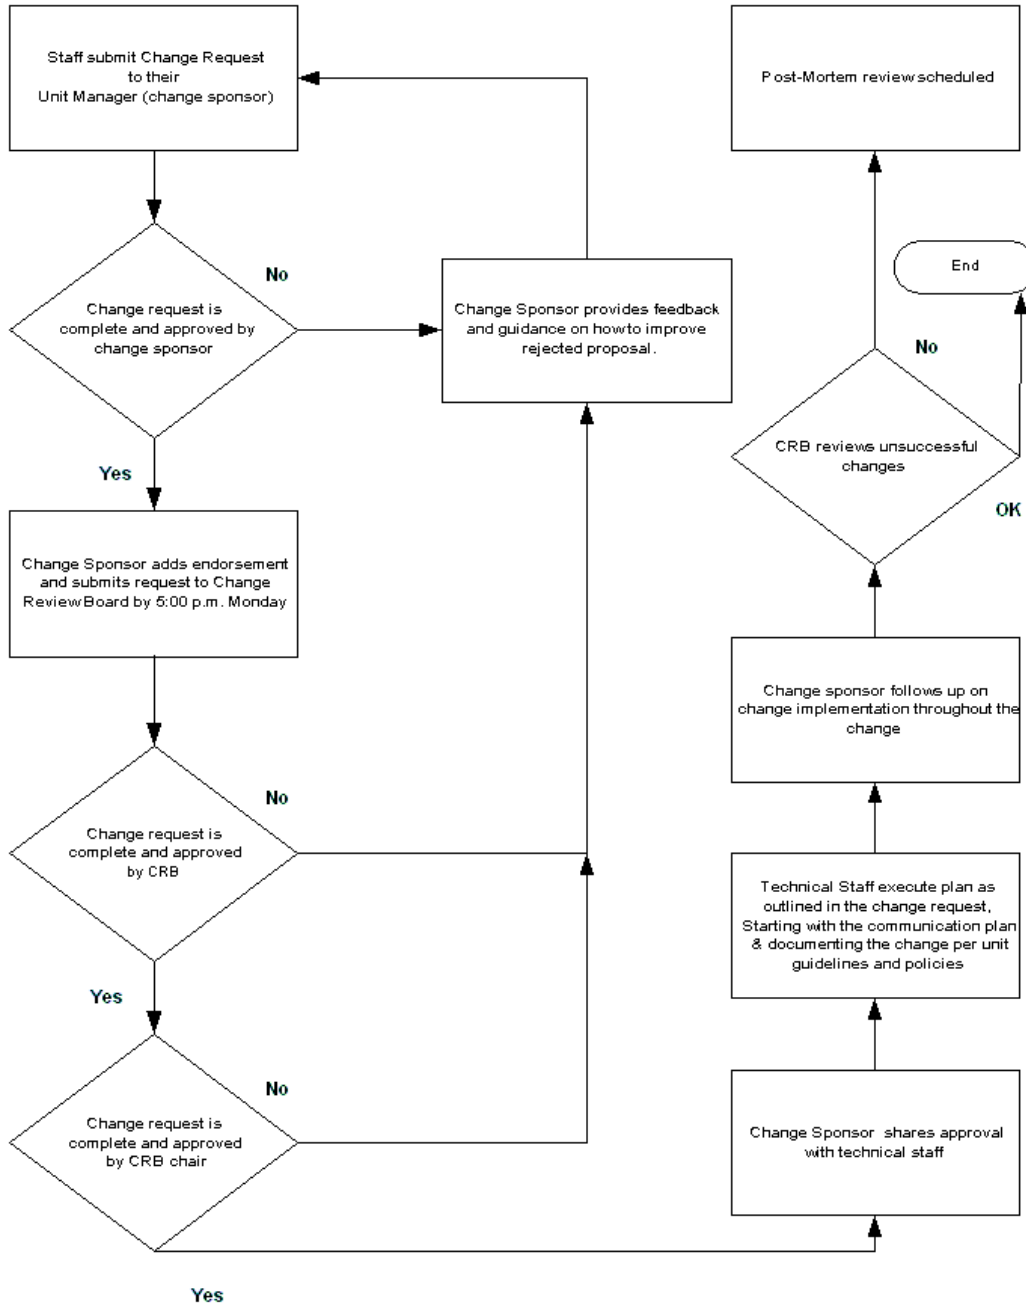 Staff submit Change Request
to their
Unit Manager (change sponsor)
No
Change request is
complete and approved by
change sponsor
Yes
Change Sponsor provides feedback
and guidance on how to improve
rejected proposal.
Change Sponsor adds endorsement
and submits request to Change
Review Board by 5:00 p.m. Monday
No
Change request is
complete and approved
by CRB
Yes
No
Change request is
complete and approved
by CRB chair
Yes
Post-Mortem review scheduled
End
No
CRB reviews unsuccessful
changes
OK
Change sponsor follows up on
change implementation throughout the
change
Technical Staff execute plan as
outlined in the change request,
Starting with the communication plan
& documenting the change per unit
guidelines and policies
Change Sponsor shares approval
with technical staff